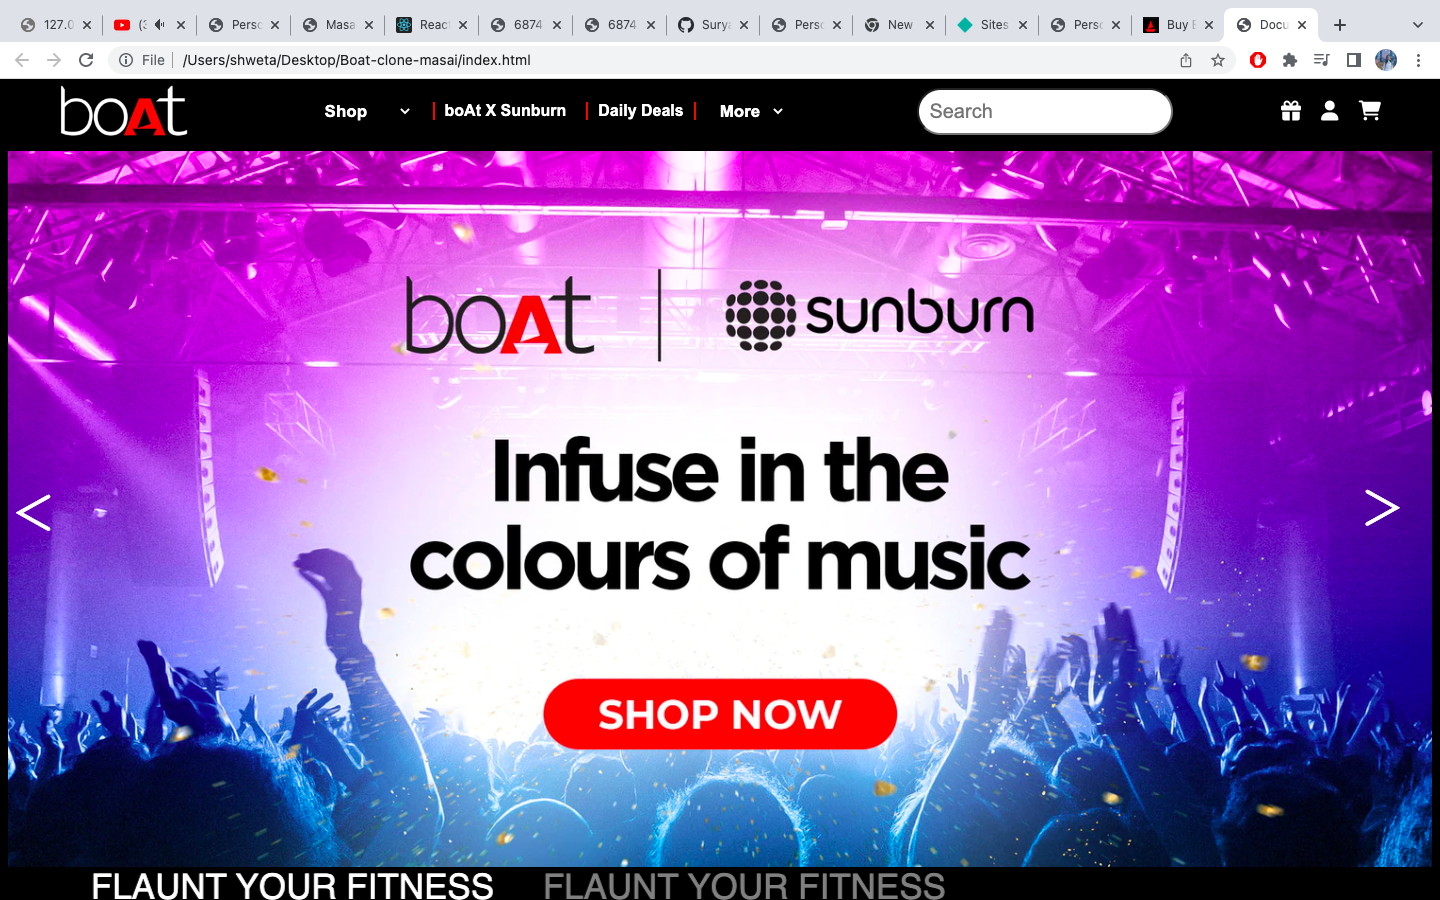 127.0
(3
Perso
Masa
React
6874
6874
Surya
Perso
New
Sites
Perso
Buy E
Docu
File
/Users/shweta/Desktop/Boat-clone-masai/index.html
boAt
Shop
boAt X Sunburn
Daily Deals
More
Search
boAt
sunburn
Infuse in the
colours of music
SHOP NOW
FLAUNT YOUR FITNESS
FLAUNT YOUR FITNESS